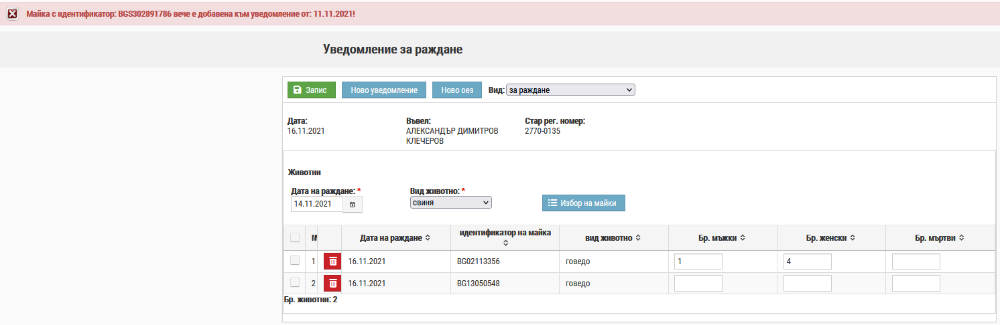 Майка с идентификатор: BGS302891786 вече е добавена към уведомление от: 11.11.2021!
Уведомление за раждане
Запис Ново уведомление Ново оез Вид: за раждане
Дата: Въвел: Стар рег. номер:
16.11.2021 АЛЕКСАНДЪР ДИМИТРОВ 2770-0135
КЛЕЧЕРОВ
Животни
Дата на раждане: * Вид животно: *
14.11.2021 свиня Избор на майки
№ Дата на раждане идентификатор на майка вид животно Бр. мъжки Бр. женски Бр. мъртви
1 16.11.2021 BG02113356 говедо 1 4
2 16.11.2021 BG13050548 говедо
Бр. животни: 2